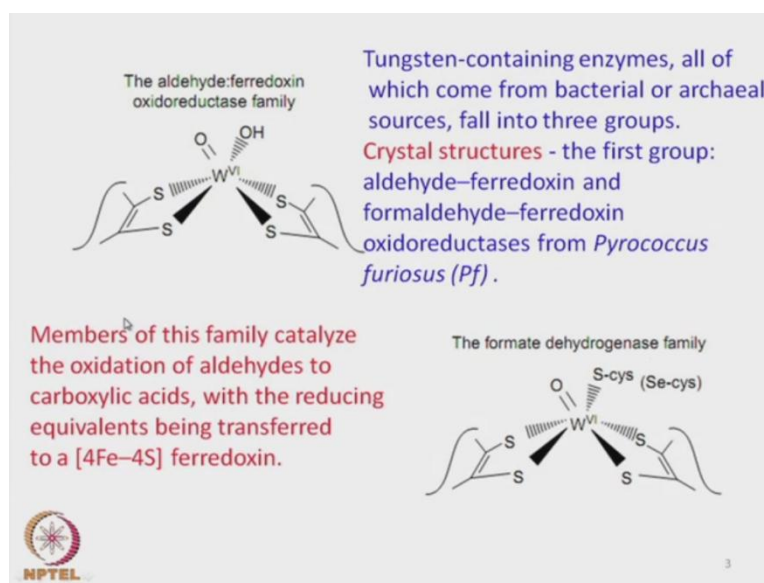 The aldehyde:ferredoxin
oxidoreductase family
O
OH
W VI
S
S
S
S
Tungsten-containing enzymes, all of
which come from bacterial or archaeal
sources, fall into three groups.
Crystal structures - the first group:
aldehyde–ferredoxin and
formaldehyde–ferredoxin
oxidoreductases from Pyrococcus
furiosus (Pf) .
Members of this family catalyze
the oxidation of aldehydes to
carboxylic acids, with the reducing
equivalents being transferred
to a [4Fe–4S] ferredoxin.
The formate dehydrogenase family
O
S-cys (Se-cys)
W VI
S
S
S
S
NPTEL
3